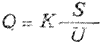 Q = K S/U